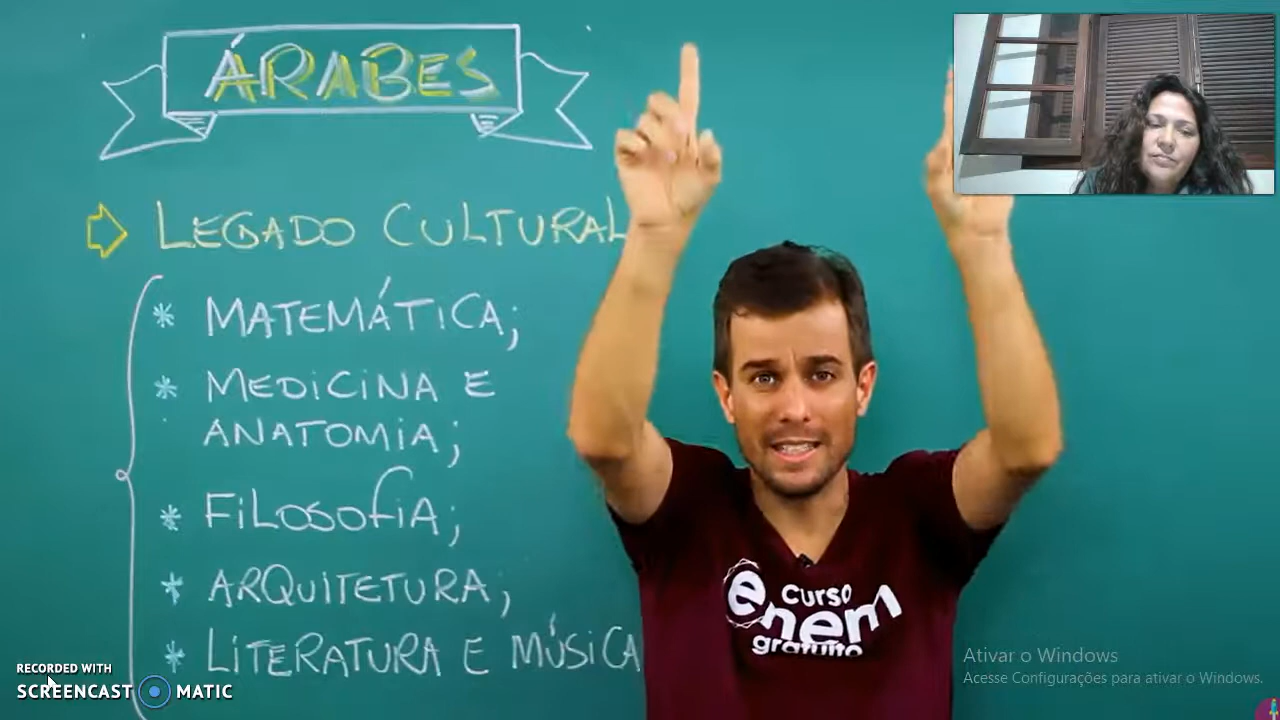 ÁRABES
LEGADO CULTURAL
* MATEMÁTICA;
* MEDICINA E
ANATOMIA;
* FILOSOFIA;
* ARQUITETURA;
* LITERATURA E MÚSICA
Curso
enem
gratuito
Ativar o Windows
Acesse Configurações para ativar o Windows.
RECORDED WITH
SCREENCAST MATIC